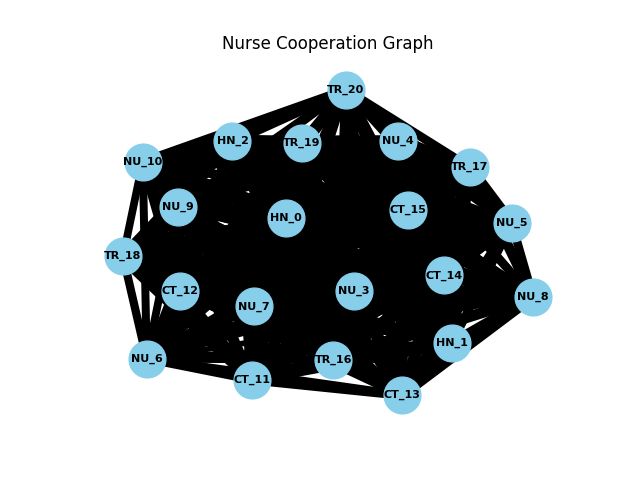 Nurse Cooperation Graph
TR_20
HN_2
TR_19
NU_4
NU_10
TR_17
NU_9
HN_0
CT_15
NU_5
TR_18
CT_12
NU_7
NU_3
CT_14
NU_8
NU_6
CT_11
TR_16
HN_1
CT_13